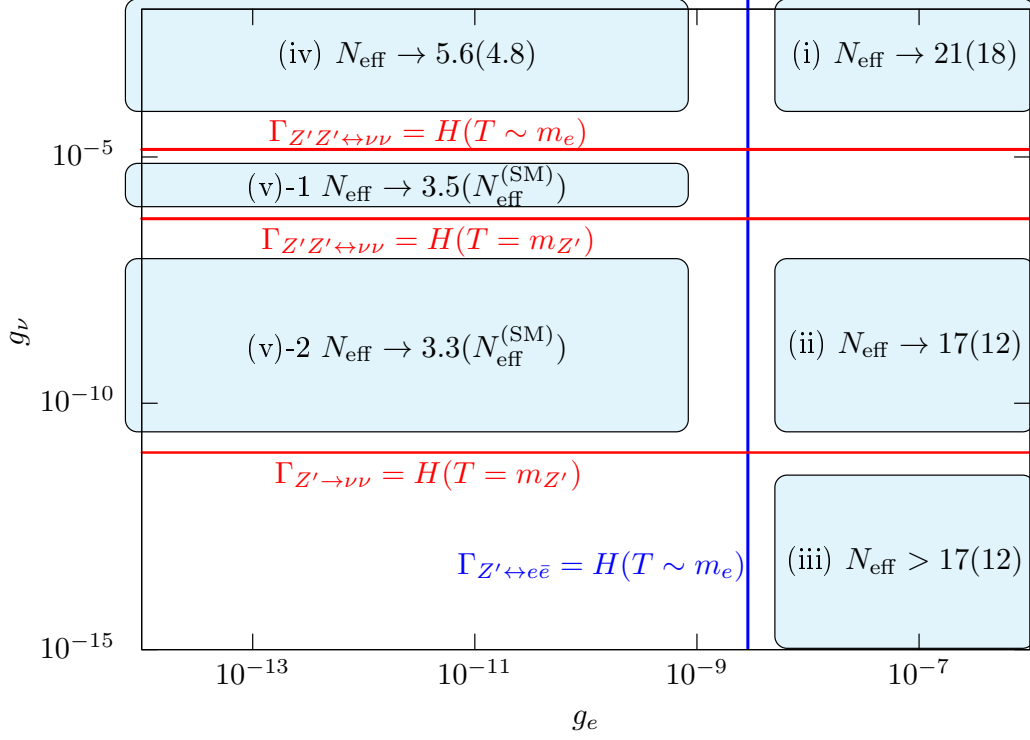 (iv) N_eff → 5.6(4.8)
(i) N_eff → 21(18)
Γ_{Z′Z′↔νν} = H(T ∼ m_e)
10^{−5}
(v)-1 N_eff → 3.5(N_eff^{(SM)})
Γ_{Z′Z′↔νν} = H(T = m_{Z′})
g_ν
(v)-2 N_eff → 3.3(N_eff^{(SM)})
(ii) N_eff → 17(12)
10^{−10}
Γ_{Z′→νν} = H(T = m_{Z′})
Γ_{Z′↔eē} = H(T ∼ m_e)
(iii) N_eff > 17(12)
10^{−15}
10^{−13}
10^{−11}
10^{−9}
10^{−7}
g_e